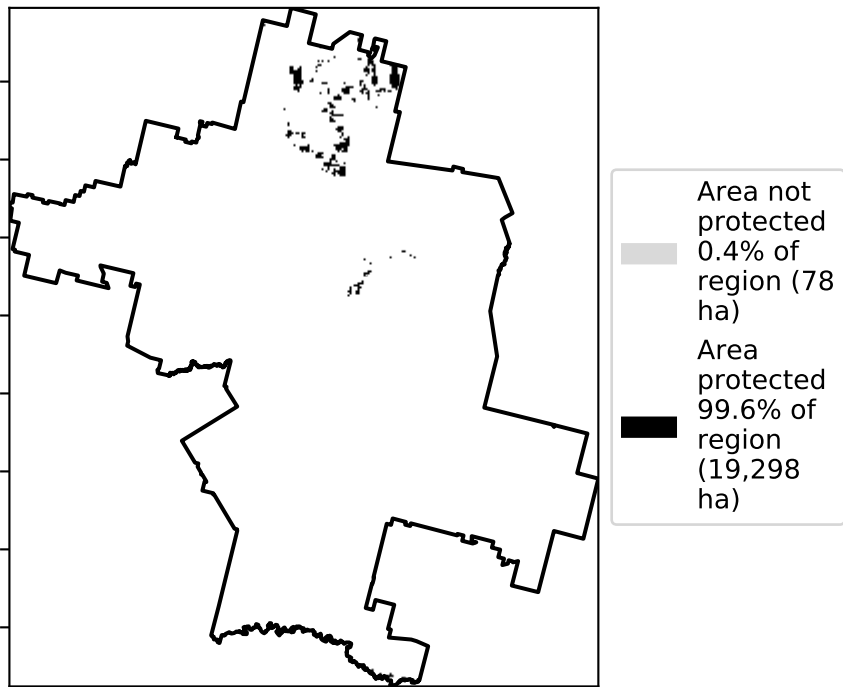 Area not
protected
0.4% of
region (78
ha)
Area
protected
99.6% of
region
(19,298
ha)